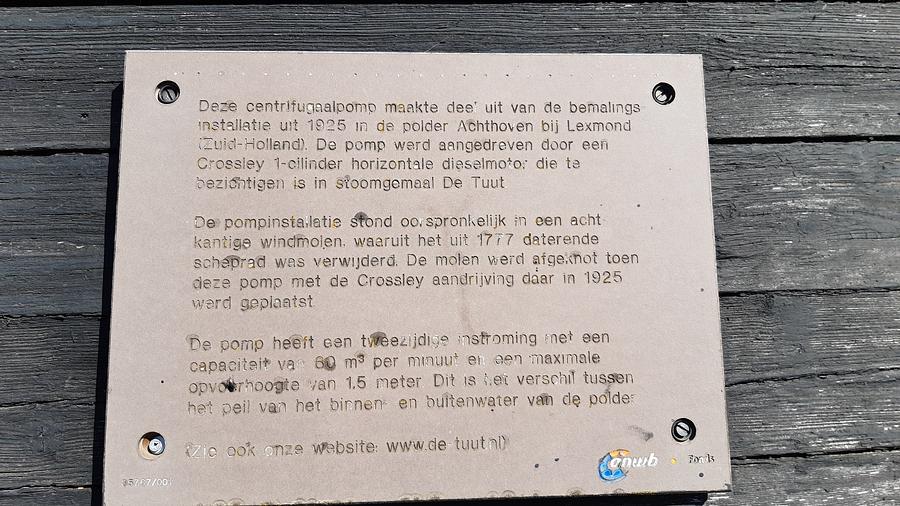 Deze centrifugaalpomp maakte deel uit van de bemalings-
installatie uit 1925 in de polder Achthoven bij Lexmond
(Zuid-Holland). De pomp werd aangedreven door een
Crossley 1-cilinder horizontale dieselmotor die te
bezichtigen is in stoomgemaal De Tuut.
De pompinstallatie stond oorspronkelijk in een acht-
kantige windmolen, waaruit het uit 1777 daterende
scheprad was verwijderd. De molen werd afgeknot toen
deze pomp met de Crossley aandrijving daar in 1925
werd geplaatst.
De pomp heeft een tweezijdige instroming met een
capaciteit van 60 m³ per minuut en een maximale
opvoerhoogte van 1,5 meter. Dit is het verschil tussen
het peil van het binnen- en buitenwater van de polder.
(Zie ook onze website: www.de-tuut.nl)
anwb Fonds